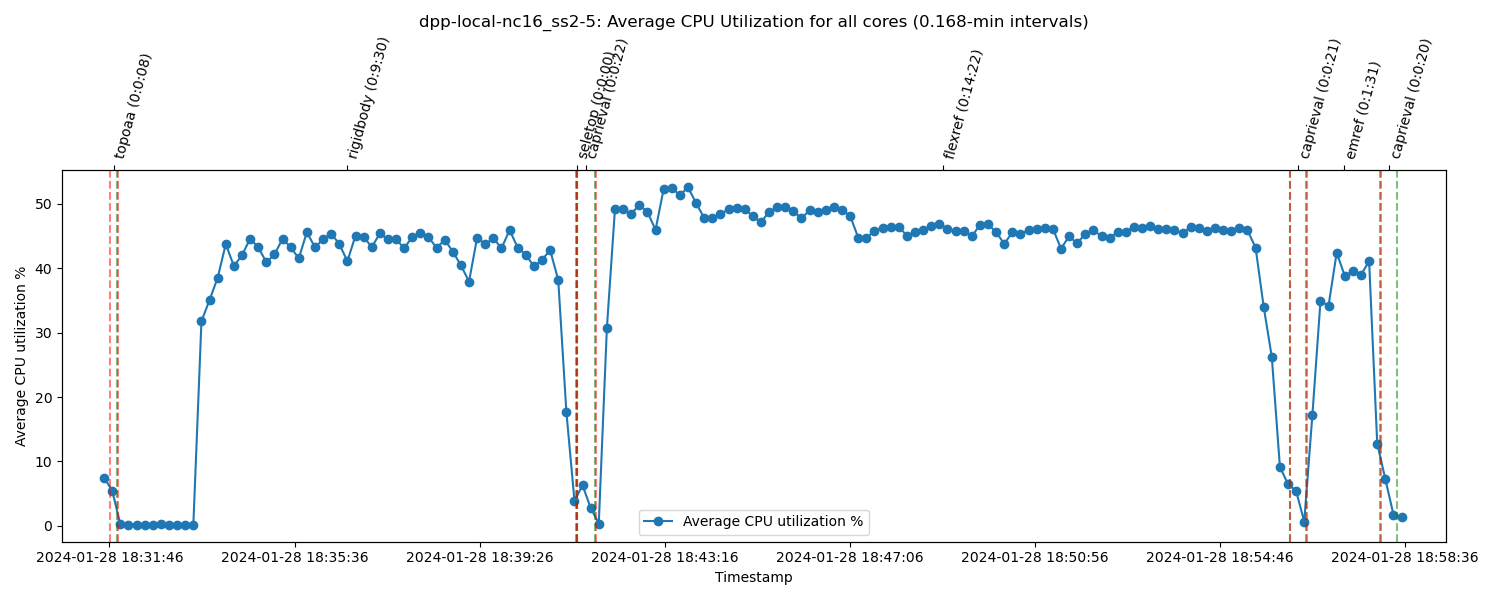 dpp-local-nc16_ss2-5: Average CPU Utilization for all cores (0.168-min intervals)
topoaa (0:0:08)
rigidbody (0:9:30)
seletop (0:0:00)
caprieval (0:0:22)
flexref (0:14:22)
caprieval (0:0:21)
emref (0:1:31)
caprieval (0:0:20)
Average CPU utilization %
50
40
30
20
10
0
Average CPU utilization %
2024-01-28 18:31:46
2024-01-28 18:35:36
2024-01-28 18:39:26
2024-01-28 18:43:16
2024-01-28 18:47:06
2024-01-28 18:50:56
2024-01-28 18:54:46
2024-01-28 18:58:36
Timestamp